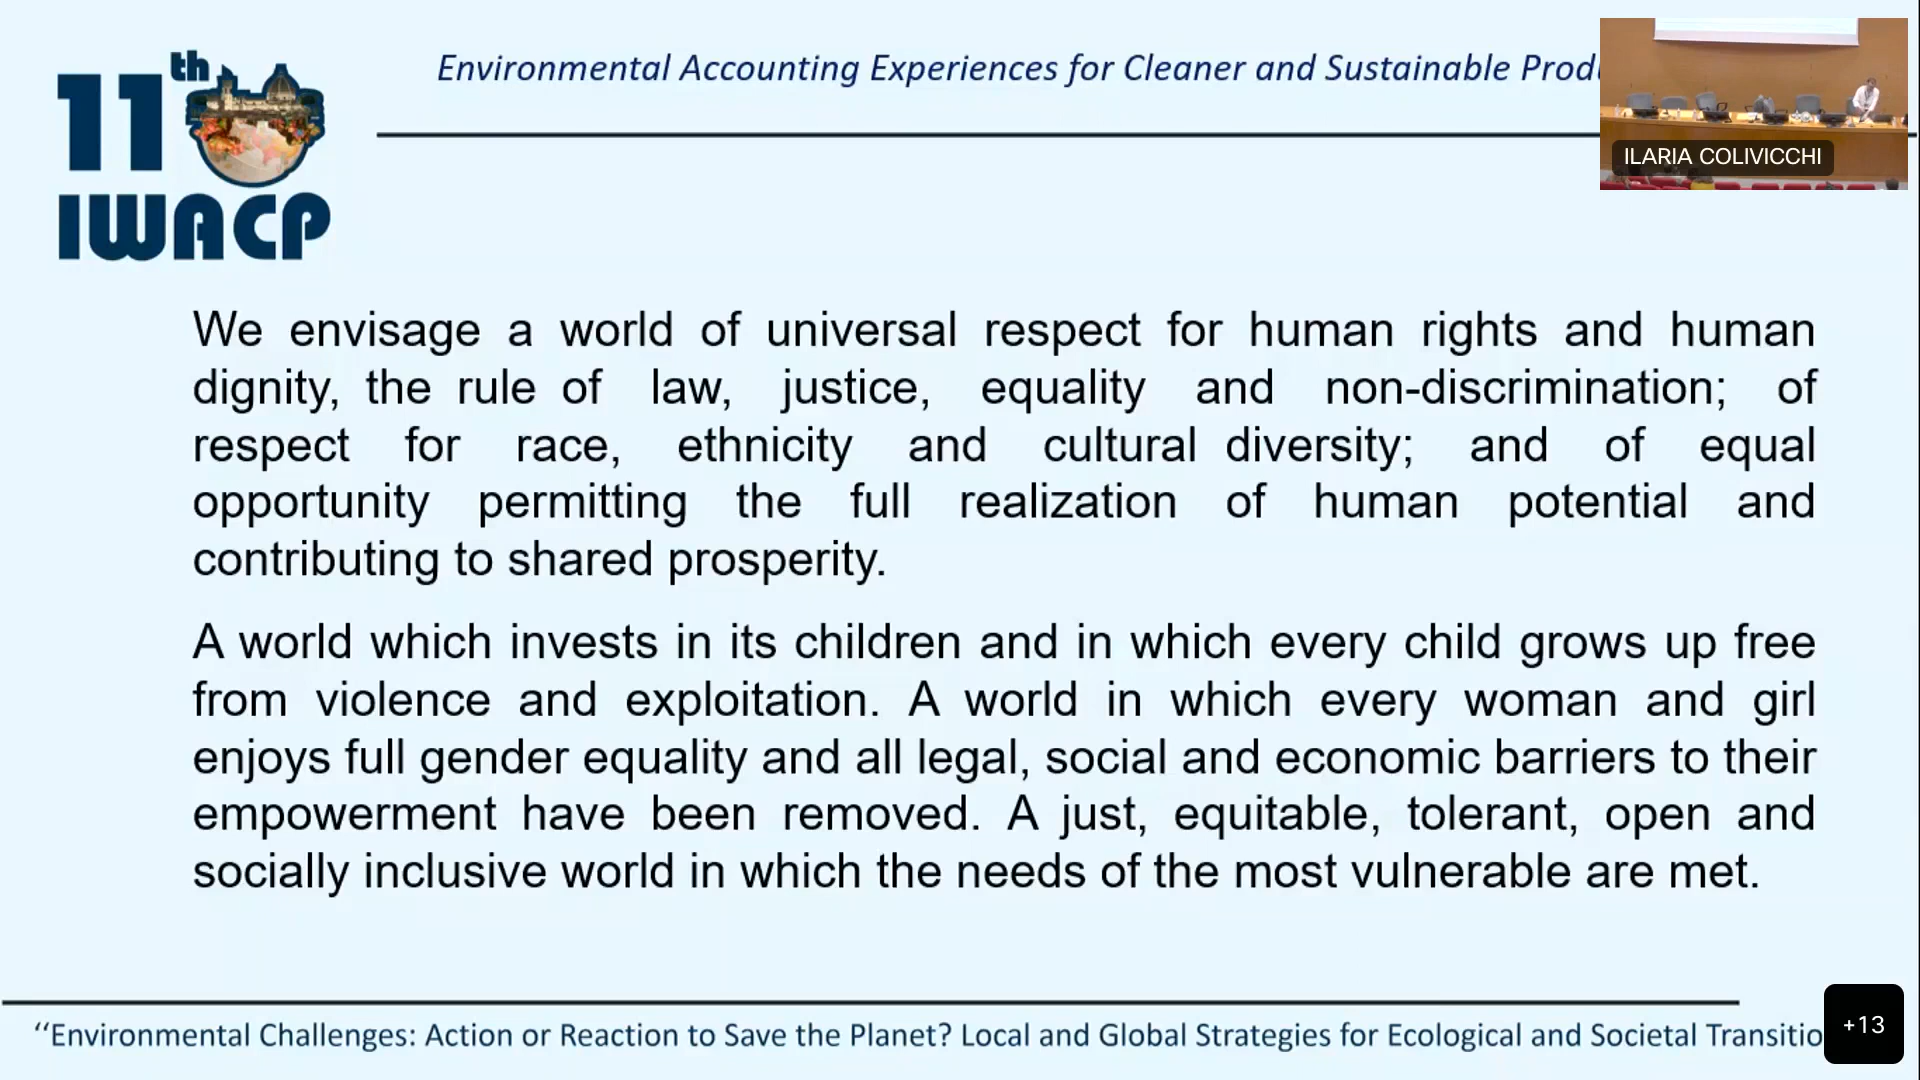 11th
IWACP
Environmental Accounting Experiences for Cleaner and Sustainable Prod
ILARIA COLIVICCHI
We envisage a world of universal respect for human rights and human
dignity, the rule of law, justice, equality and non-discrimination; of
respect for race, ethnicity and cultural diversity; and of equal
opportunity permitting the full realization of human potential and
contributing to shared prosperity.
A world which invests in its children and in which every child grows up free
from violence and exploitation. A world in which every woman and girl
enjoys full gender equality and all legal, social and economic barriers to their
empowerment have been removed. A just, equitable, tolerant, open and
socially inclusive world in which the needs of the most vulnerable are met.
“Environmental Challenges: Action or Reaction to Save the Planet? Local and Global Strategies for Ecological and Societal Transitio
+13